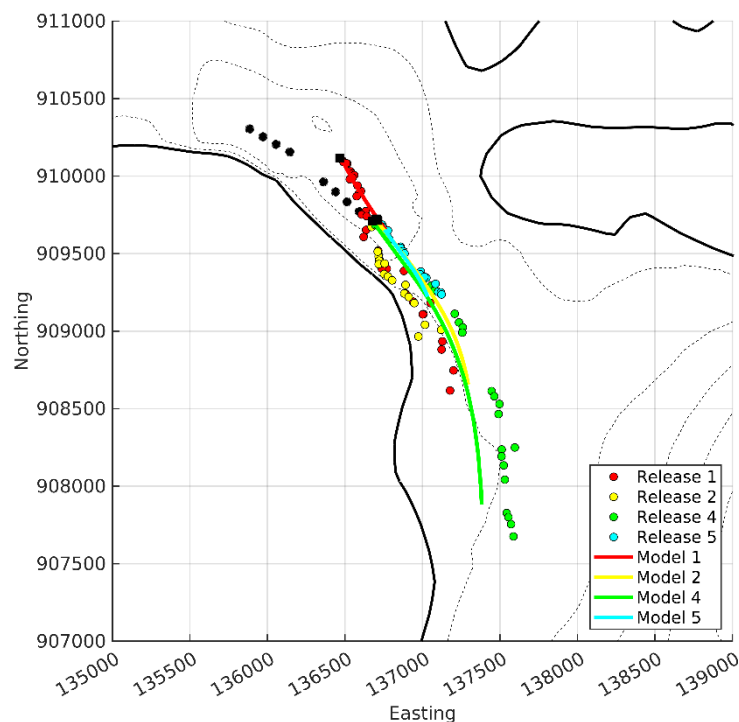 911000
910500
910000
909500
909000
908500
908000
907500
907000
Northing
Release 1
Release 2
Release 4
Release 5
Model 1
Model 2
Model 4
Model 5
135000 135500 136000 136500 137000 137500 138000 138500 139000
Easting